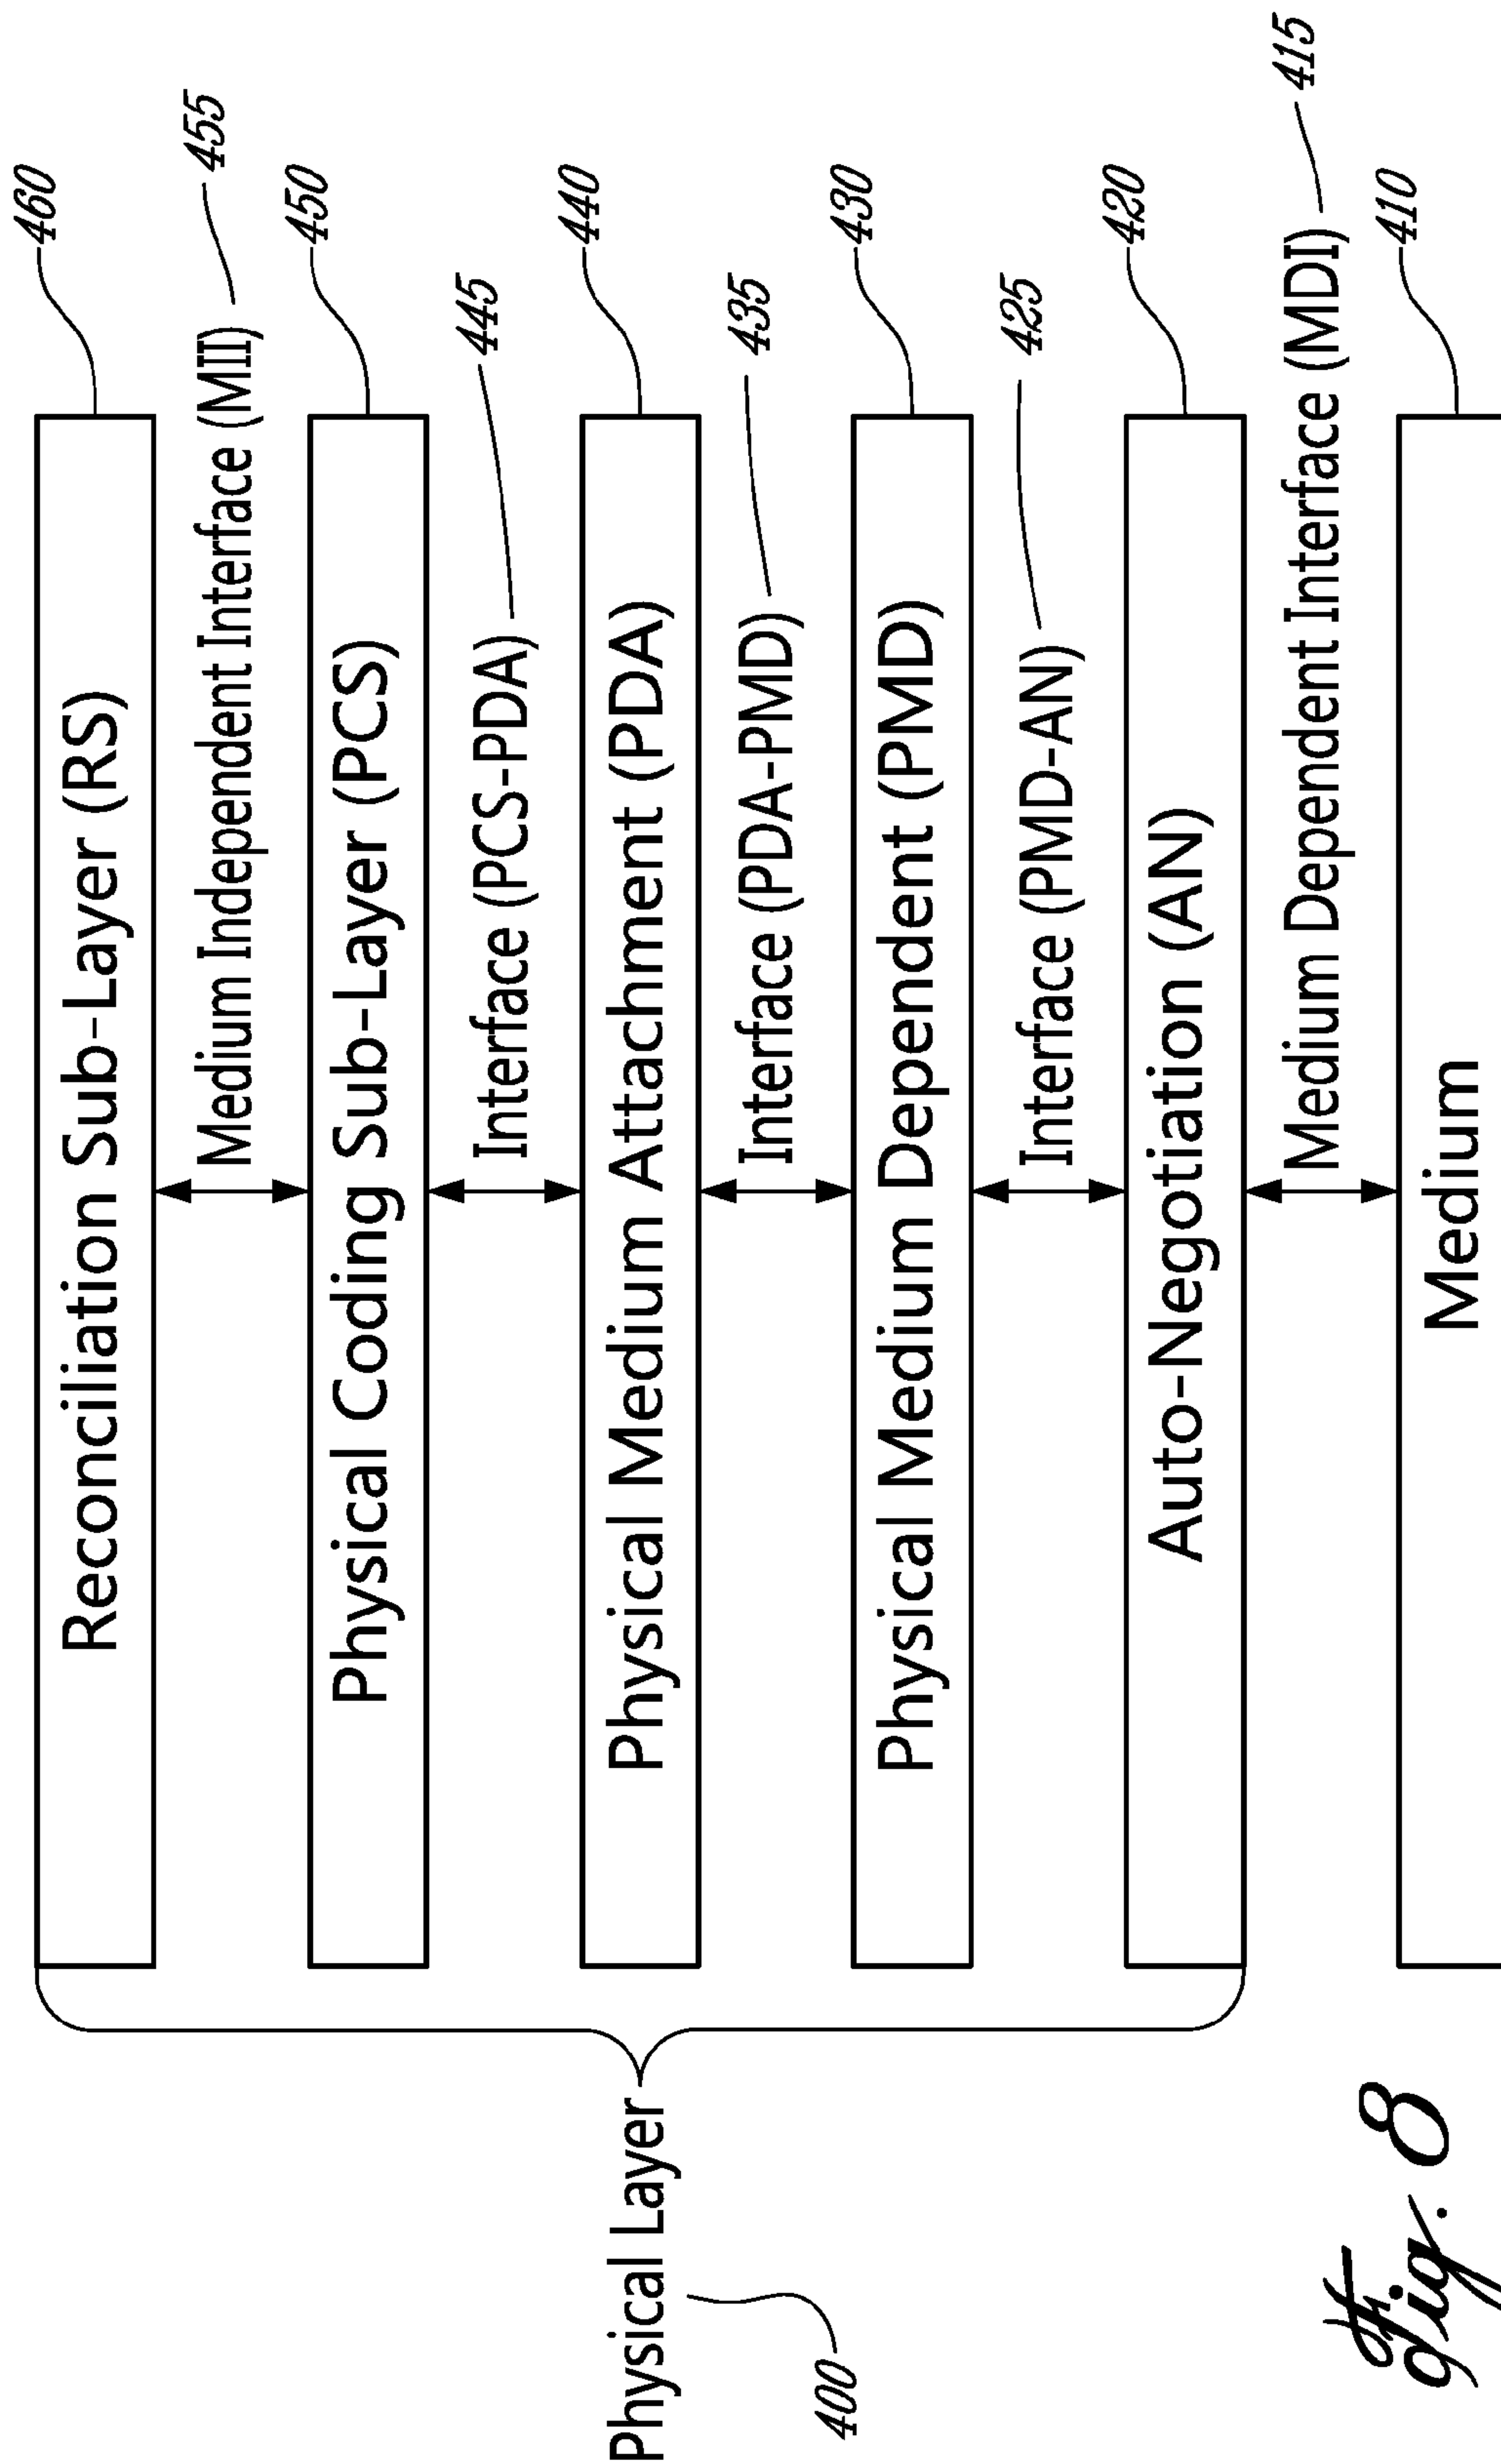 460
Reconciliation Sub-Layer (RS)
Medium Independent Interface (MII)
455
450
Physical Coding Sub-Layer (PCS)
Interface (PCS-PDA)
445
440
Physical Medium Attachment (PDA)
Physical Layer
400
Interface (PDA-PMD)
435
430
Physical Medium Dependent (PMD)
Interface (PMD-AN)
425
420
Auto-Negotiation (AN)
Medium Dependent Interface (MDI)
415
410
Medium
Fig. 8